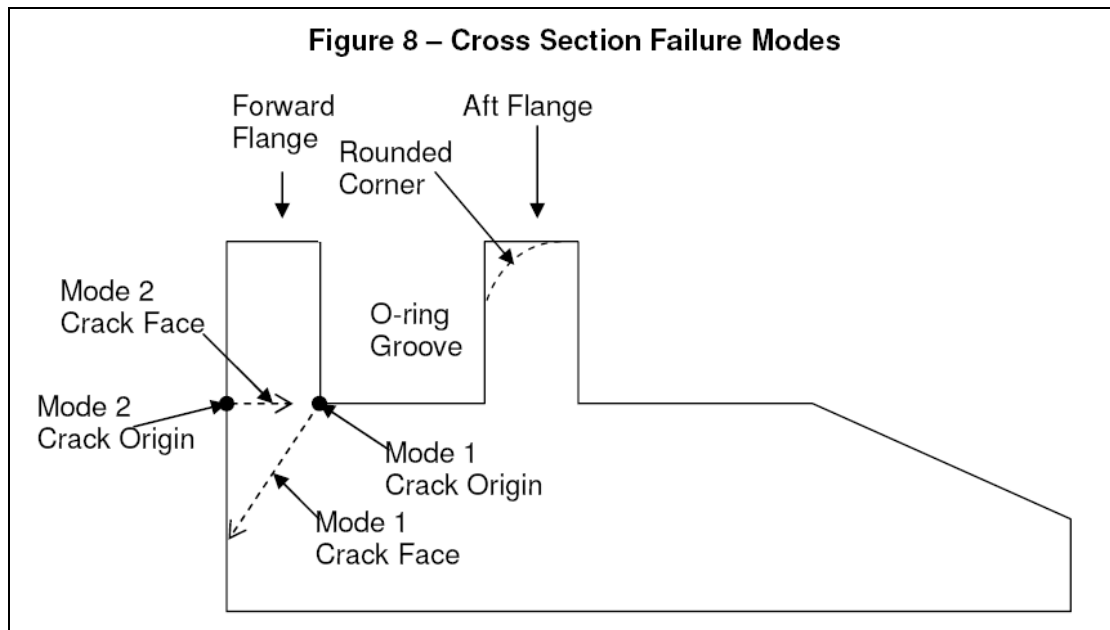 Figure 8 – Cross Section Failure Modes
Forward
Flange
Aft Flange
Rounded
Corner
Mode 2
Crack Face
O-ring
Groove
Mode 2
Crack Origin
Mode 1
Crack Origin
Mode 1
Crack Face